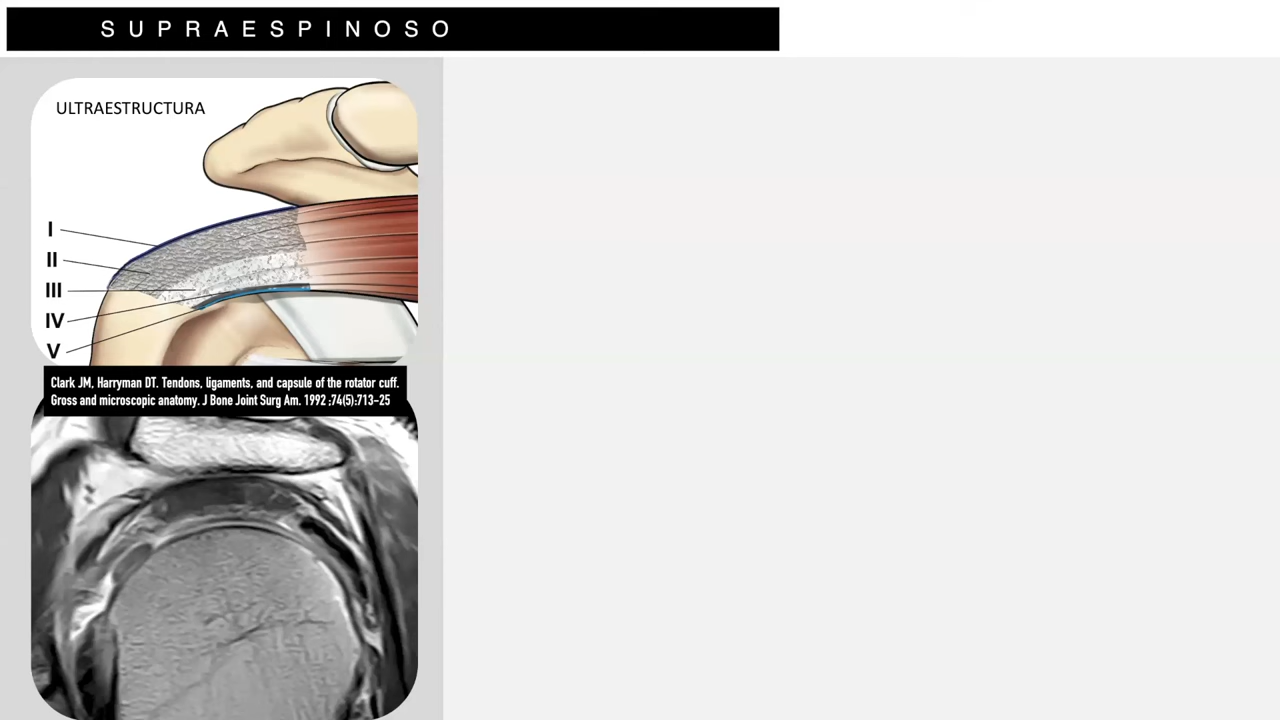 SUPRAESPINOSO
ULTRAESTRUCTURA
I
II
III
IV
V
Clark JM, Harryman DT. Tendons, ligaments, and capsule of the rotator cuff.
Gross and microscopic anatomy. J Bone Joint Surg Am. 1992 ;74(5):713-25